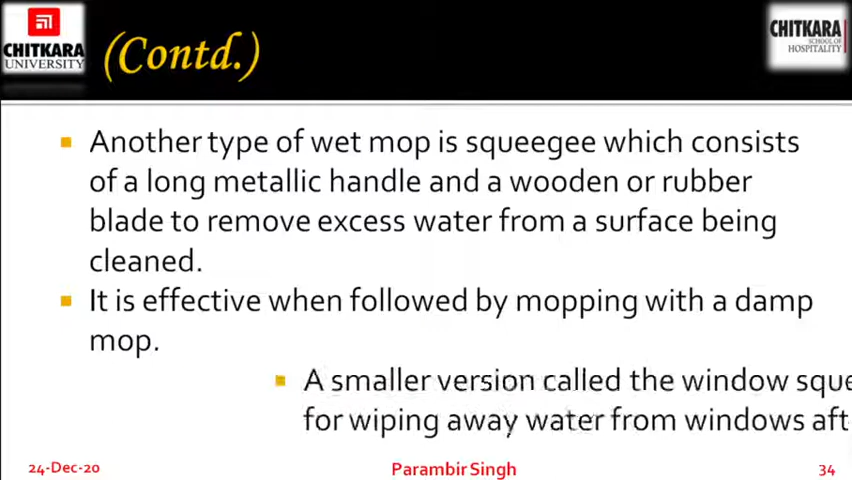 CHITKARA
UNIVERSITY
(Contd.)
CHITKARA
SCHOOL OF
HOSPITALITY
Another type of wet mop is squeegee which consists
of a long metallic handle and a wooden or rubber
blade to remove excess water from a surface being
cleaned.
It is effective when followed by mopping with a damp
mop.
A smaller version called the window
for wiping away water from windows
24-Dec-20
Parambir Singh
34